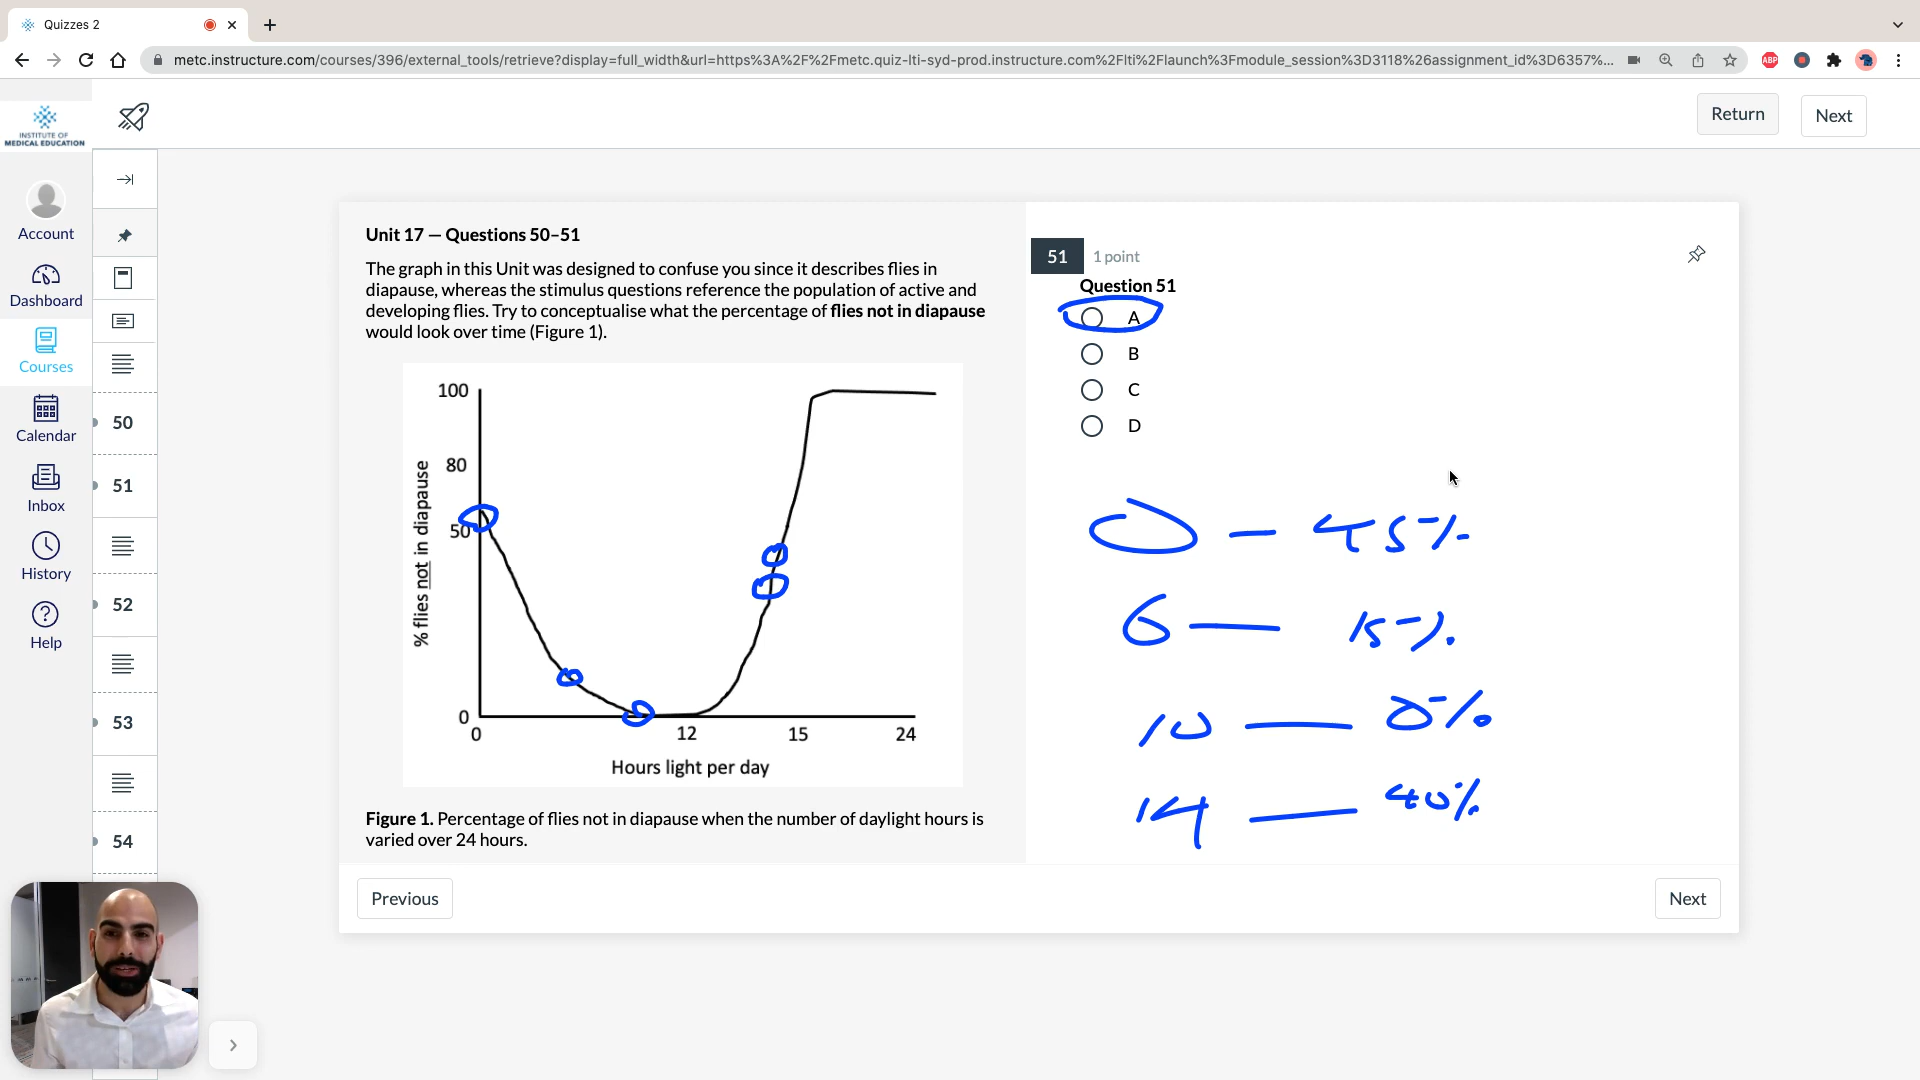 Quizzes 2
metc.instructure.com/courses/396/external_tools/retrieve?display=full_width&url=https%3A%2F%2Fmetc.quiz-lti-syd-prod.instructure.com%2Flti%2Flaunch%3Fmodule_session%3D3118%26assignment_id%3D6357%...
ABP
INSTITUTE OF
MEDICAL EDUCATION
Return
Next
Account
Dashboard
Courses
Calendar
Inbox
History
Help
50
51
52
53
54
Unit 17 — Questions 50–51
The graph in this Unit was designed to confuse you since it describes flies in
diapause, whereas the stimulus questions reference the population of active and
developing flies. Try to conceptualise what the percentage of flies not in diapause
would look over time (Figure 1).
100
80
50
0
% flies not in diapause
0 12 15 24
Hours light per day
Figure 1. Percentage of flies not in diapause when the number of daylight hours is
varied over 24 hours.
51 1 point
Question 51
A
B
C
D
0 — 45%
6 — 15%
10 — 0%
14 — 40%
Previous
Next